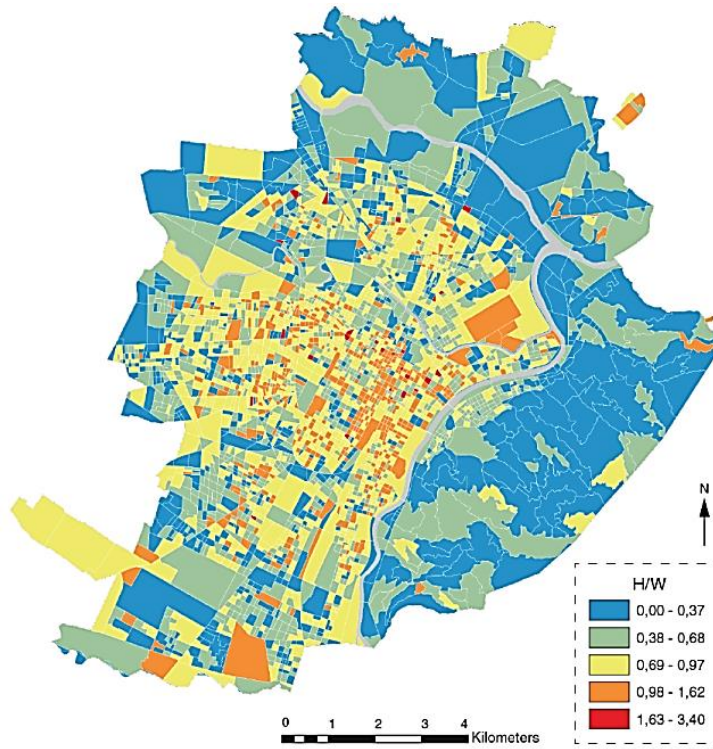 N
H/W
0,00 - 0,37
0,38 - 0,68
0,69 - 0,97
0,98 - 1,62
1,63 - 3,40
0 1 2 3 4
Kilometers